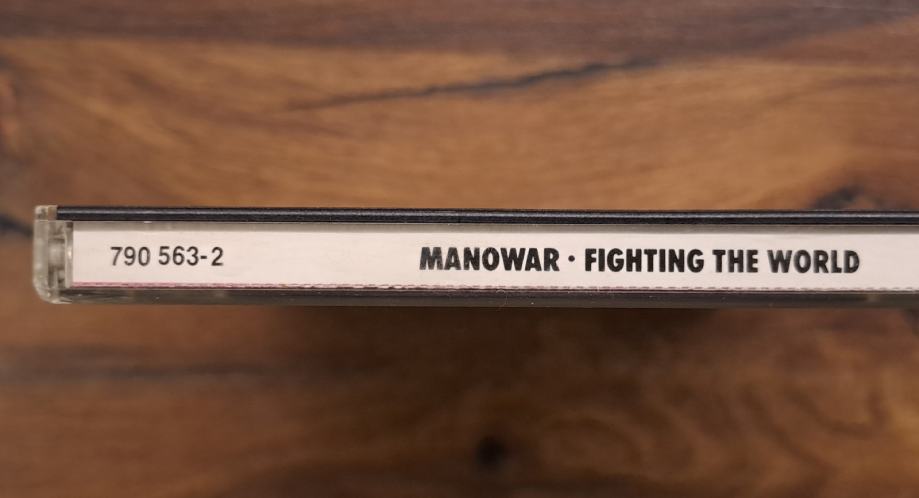 790 563-2 MANOWAR · FIGHTING THE WORLD